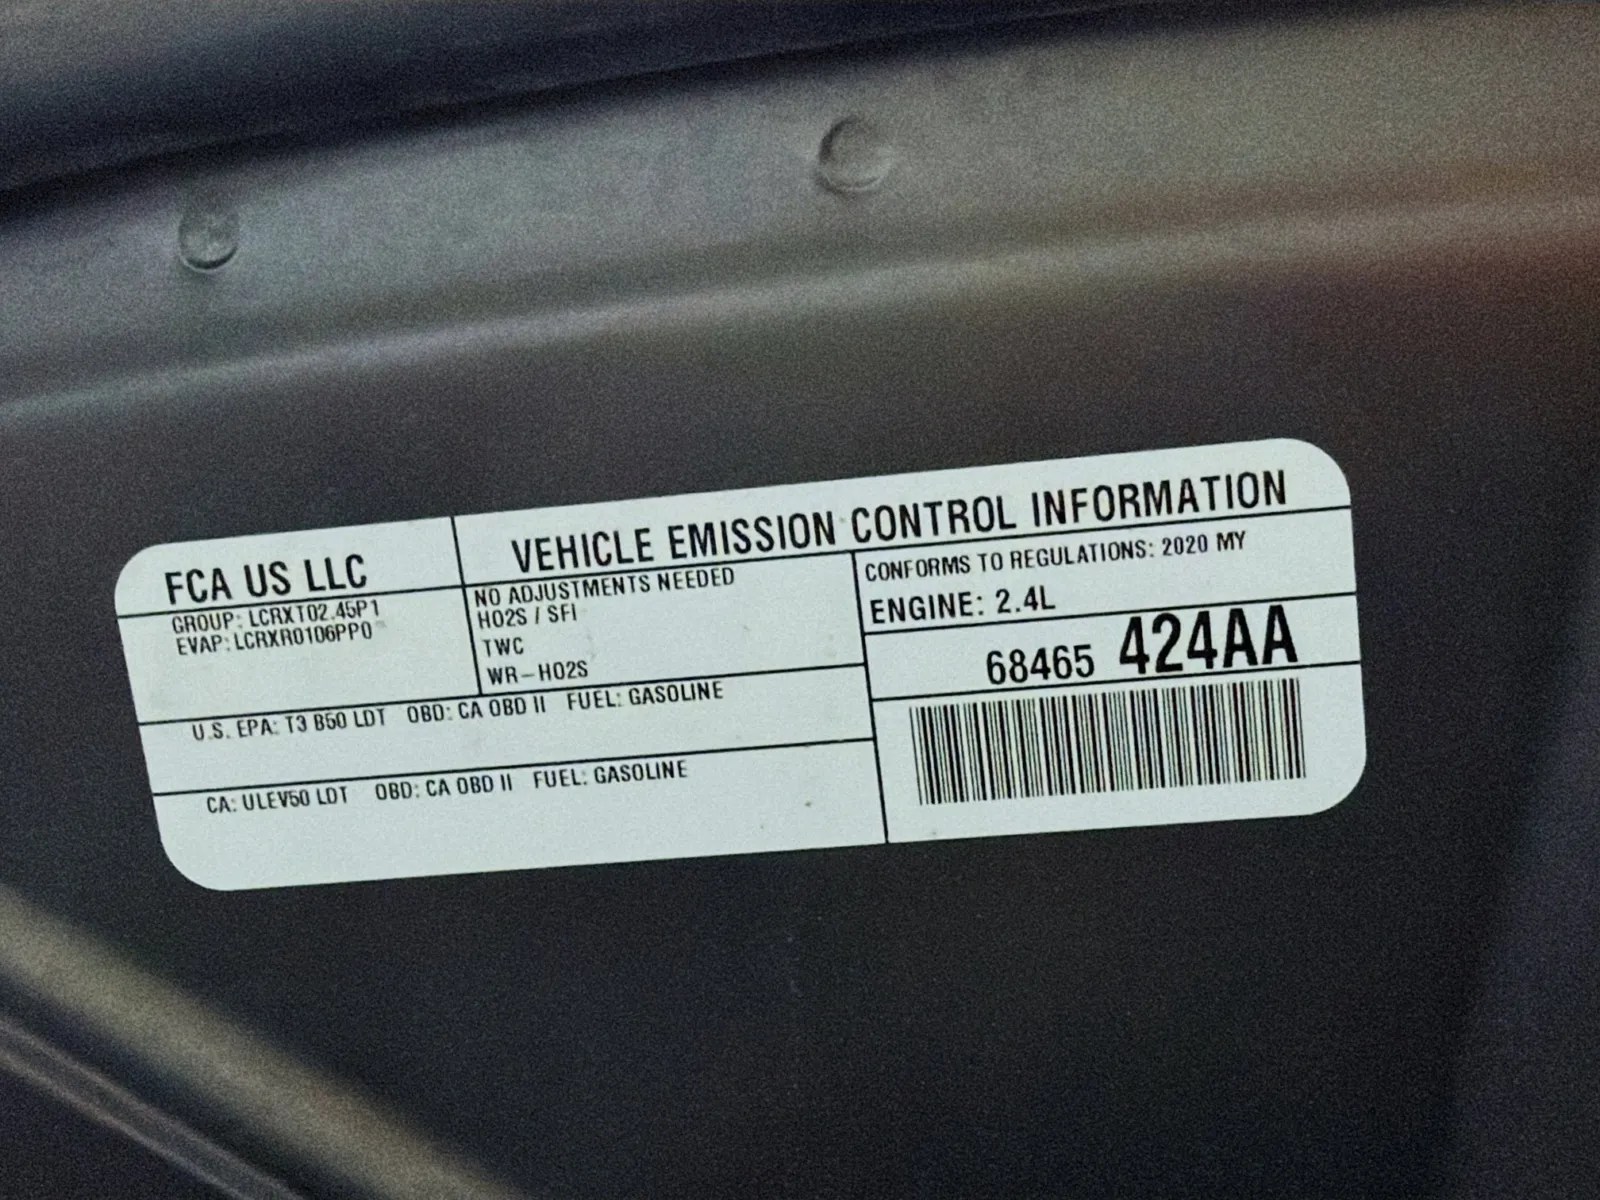 FCA US LLC
GROUP: LCRXT02.45P1
EVAP: LCRXR0106PP0
VEHICLE EMISSION CONTROL INFORMATION
NO ADJUSTMENTS NEEDED
HO2S / SFI
TWC
WR-HO2S
CONFORMS TO REGULATIONS: 2020 MY
ENGINE: 2.4L
68465 424AA
U.S. EPA: T3 B50 LDT OBD: CA OBD II FUEL: GASOLINE
CA: ULEV50 LDT OBD: CA OBD II FUEL: GASOLINE